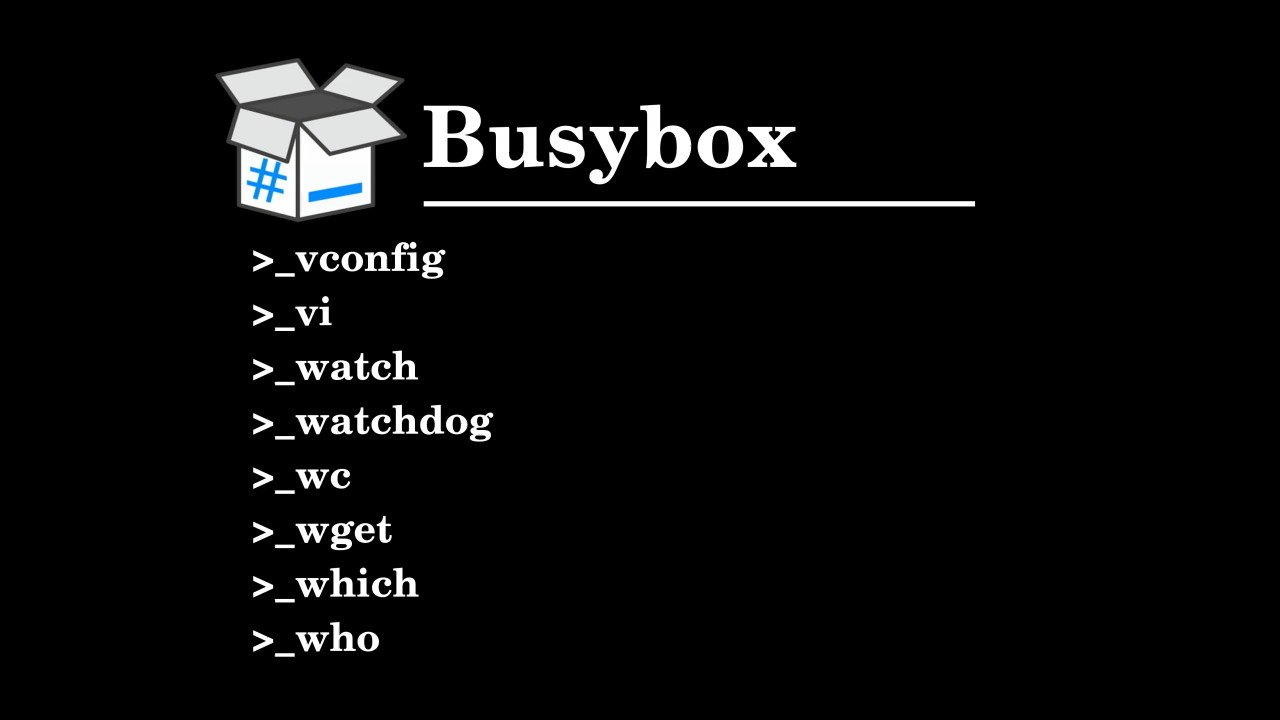 #_
Busybox
>_vconfig
>_vi
>_watch
>_watchdog
>_wc
>_wget
>_which
>_who